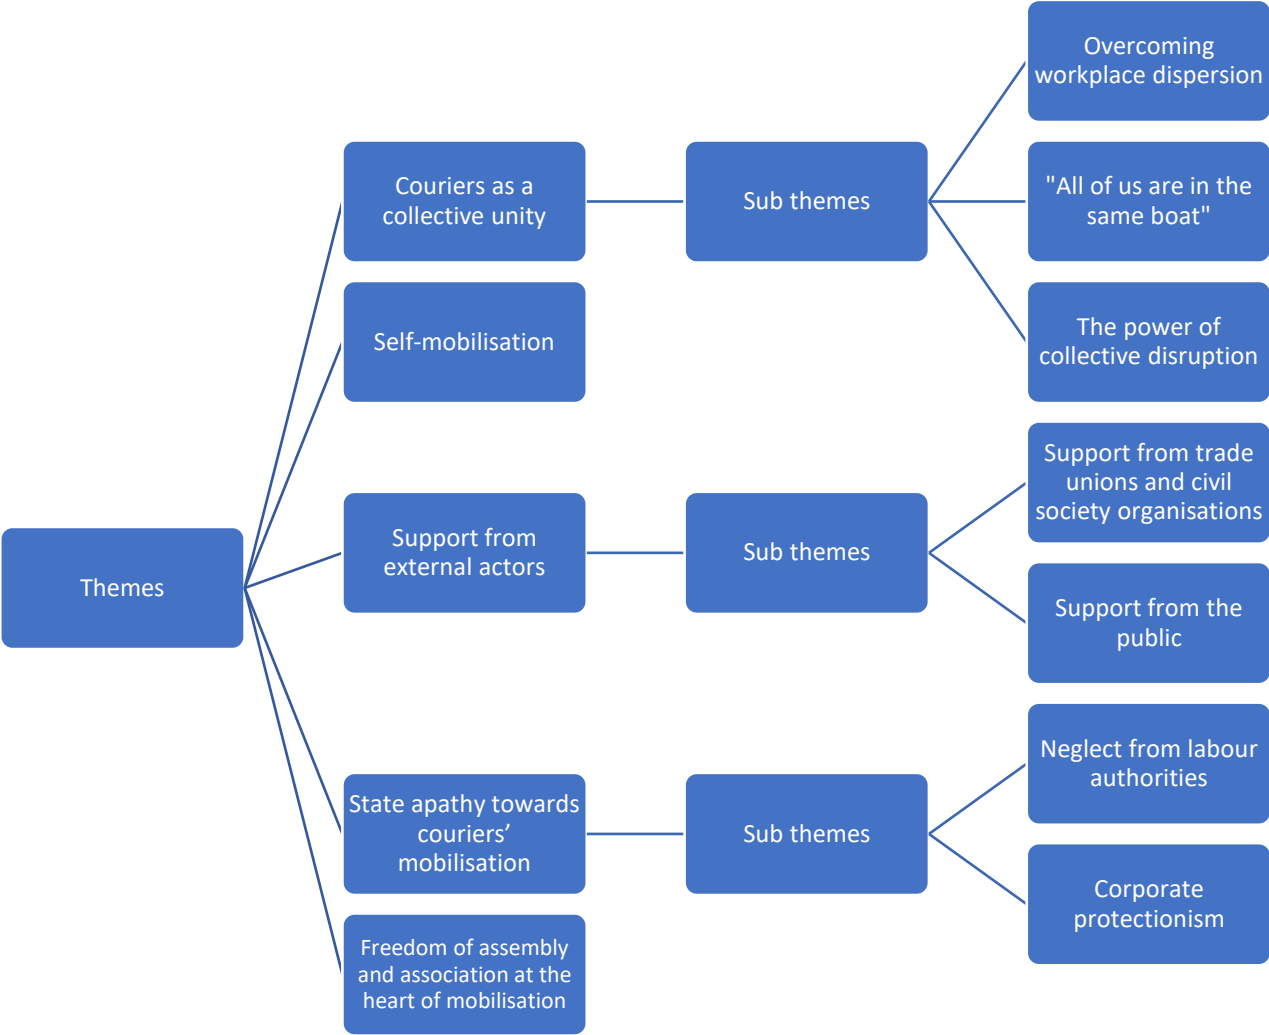 Themes
Couriers as a
collective unity
Sub themes
Overcoming
workplace dispersion
"All of us are in the
same boat"
The power of
collective disruption
Self-mobilisation
Support from
external actors
Sub themes
Support from trade
unions and civil
society organisations
Support from the
public
State apathy towards
couriers’
mobilisation
Sub themes
Neglect from labour
authorities
Corporate
protectionism
Freedom of assembly
and association at the
heart of mobilisation